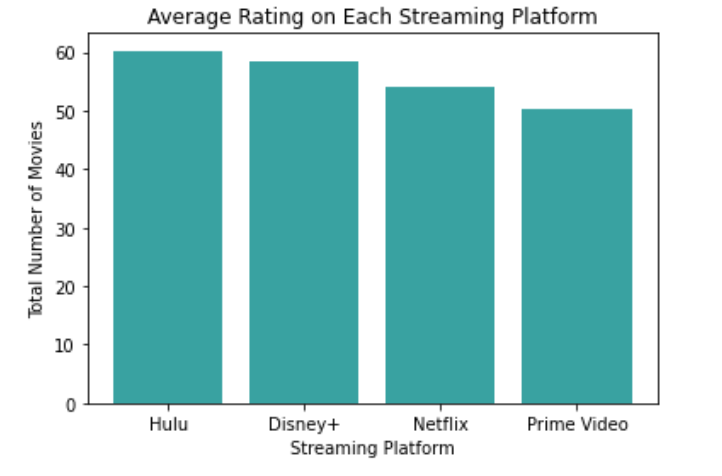 Average Rating on Each Streaming Platform
Total Number of Movies
60
50
40
30
20
10
0
Hulu Disney+ Netflix Prime Video
Streaming Platform